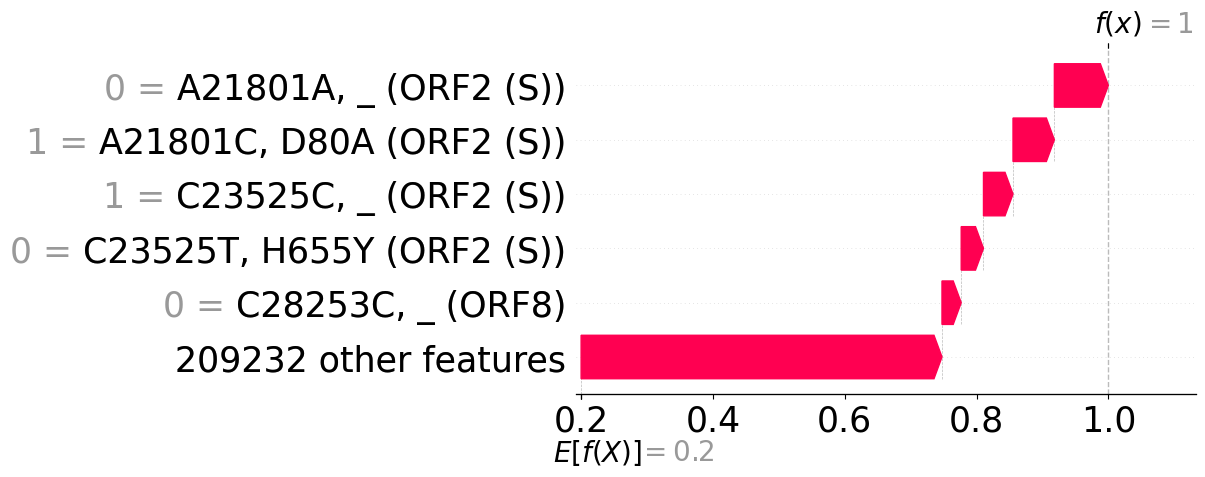 f(x) = 1
0 = A21801A, _ (ORF2 (S))
1 = A21801C, D80A (ORF2 (S))
1 = C23525C, _ (ORF2 (S))
0 = C23525T, H655Y (ORF2 (S))
0 = C28253C, _ (ORF8)
209232 other features
0.2 0.4 0.6 0.8 1.0
E[f(X)] = 0.2